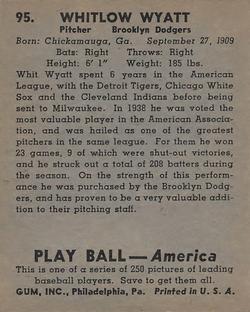 95. WHITLOW WYATT
Pitcher Brooklyn Dodgers
Born: Chickamauga, Ga. September 27, 1909
Bats: Right Throws: Right
Height: 6' 1" Weight: 185 lbs.
Whit Wyatt spent 6 years in the American
League, with the Detroit Tigers, Chicago White
Sox and the Cleveland Indians before being
sent to Milwaukee. In 1938 he was voted the
most valuable player in the American Associa-
tion, and was hailed as one of the greatest
pitchers in the same league. For them he won
23 games, 9 of which were shut-out victories,
and he struck out a total of 208 batters during
the season. On the strength of this perform-
ance he was purchased by the Brooklyn Dodg-
ers, and has proven to be a very valuable addi-
tion to their pitching staff.
PLAY BALL—America
This is one of a series of 250 pictures of leading
baseball players. Save to get them all.
GUM, INC., Philadelphia, Pa. Printed in U. S. A.